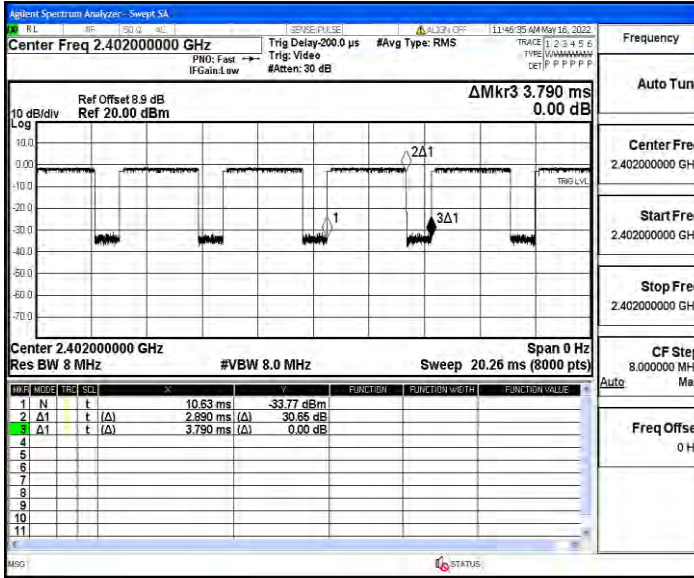 Agilent Spectrum Analyzer - Swept SA
RL RF 50 Ω AC SENSE:PULSE ALIGN OFF 11:46:35 AM May 16, 2022
Center Freq 2.402000000 GHz
PNO: Fast
IFGain:Low
Trig Delay-200.0 µs
Trig: Video
#Atten: 30 dB
#Avg Type: RMS
TRACE 1 2 3 4 5 6
TYPE WWWWWW
DET P P P P P P
Ref Offset 8.9 dB
10 dB/div Ref 20.00 dBm
Log
ΔMkr3 3.790 ms
0.00 dB
10.0
0.00
-10.0
-20.0
-30.0
-40.0
-50.0
-60.0
-70.0
2Δ1
TRIG LVL
1
3Δ1
Center 2.402000000 GHz Span 0 Hz
Res BW 8 MHz #VBW 8.0 MHz Sweep 20.26 ms (8000 pts)
MKR MODE TRC SCL X Y FUNCTION FUNCTION WIDTH FUNCTION VALUE
1 N t 10.63 ms -33.77 dBm
2 Δ1 t (Δ) 2.890 ms (Δ) 30.65 dB
3 Δ1 t (Δ) 3.790 ms (Δ) 0.00 dB
4
5
6
7
8
9
10
11
MSG STATUS
Frequency
Auto Tun
Center Fre
2.402000000 GH
Start Fre
2.402000000 GH
Stop Fre
2.402000000 GH
CF Ste
8.000000 MH
Auto Ma
Freq Offse
0 H